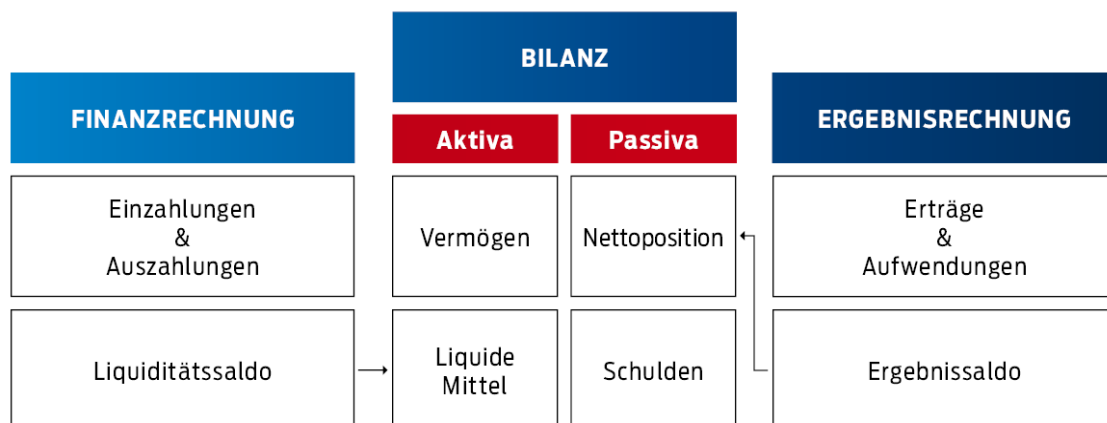 BILANZ
FINANZRECHNUNG
Aktiva
Passiva
ERGEBNISRECHNUNG
Einzahlungen
&
Auszahlungen
Vermögen
Nettoposition
Erträge
&
Aufwendungen
Liquiditätssaldo
Liquide
Mittel
Schulden
Ergebnissaldo